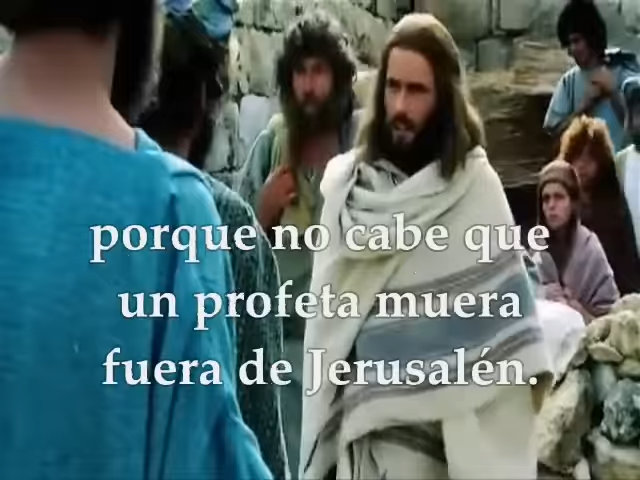 porque no cabe que
un profeta muera
fuera de Jerusalén.